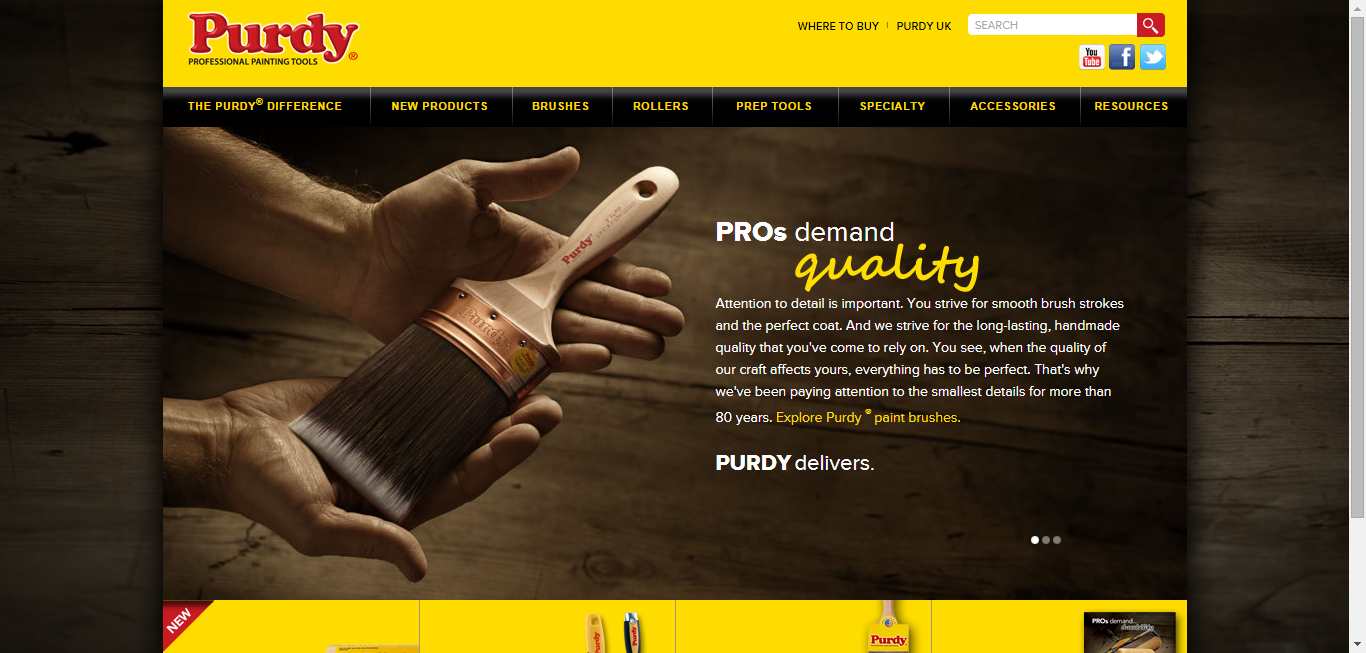 Purdy®
PROFESSIONAL PAINTING TOOLS
WHERE TO BUY | PURDY UK
SEARCH
You
Tube
f
THE PURDY® DIFFERENCE
NEW PRODUCTS
BRUSHES
ROLLERS
PREP TOOLS
SPECIALTY
ACCESSORIES
RESOURCES
Purdy
Purdy
PROs demand
quality
Attention to detail is important. You strive for smooth brush strokes
and the perfect coat. And we strive for the long-lasting, handmade
quality that you've come to rely on. You see, when the quality of
our craft affects yours, everything has to be perfect. That's why
we've been paying attention to the smallest details for more than
80 years. Explore Purdy ® paint brushes.
PURDY delivers.
NEW
Purdy
Purdy
Purdy
PROs demand...